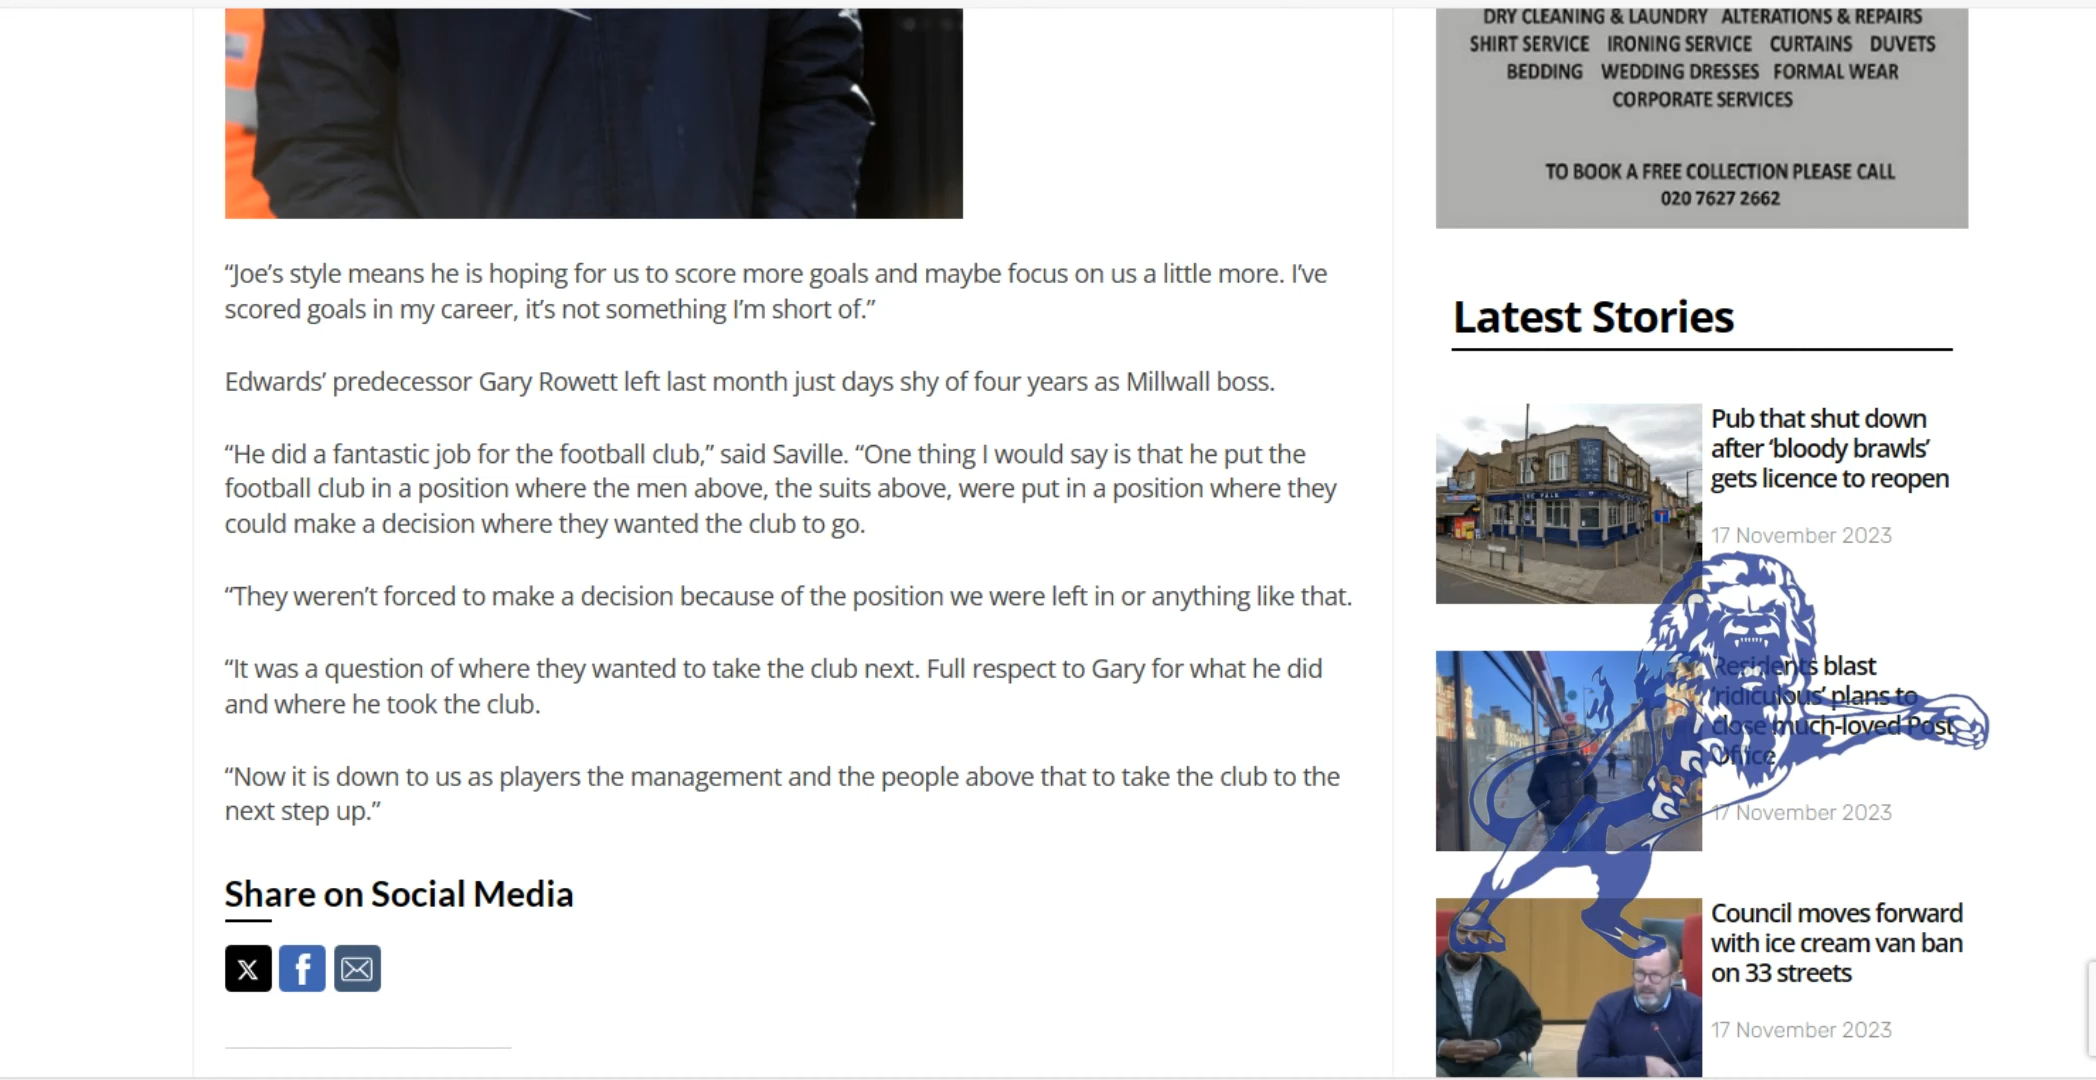 “Joe’s style means he is hoping for us to score more goals and maybe focus on us a little more. I’ve
scored goals in my career, it’s not something I’m short of.”
Edwards’ predecessor Gary Rowett left last month just days shy of four years as Millwall boss.
“He did a fantastic job for the football club,” said Saville. “One thing I would say is that he put the
football club in a position where the men above, the suits above, were put in a position where they
could make a decision where they wanted the club to go.
“They weren’t forced to make a decision because of the position we were left in or anything like that.
“It was a question of where they wanted to take the club next. Full respect to Gary for what he did
and where he took the club.
“Now it is down to us as players the management and the people above that to take the club to the
next step up.”
Share on Social Media
DRY CLEANING & LAUNDRY ALTERATIONS & REPAIRS
SHIRT SERVICE IRONING SERVICE CURTAINS DUVETS
BEDDING WEDDING DRESSES FORMAL WEAR
CORPORATE SERVICES
TO BOOK A FREE COLLECTION PLEASE CALL
020 7627 2662
Latest Stories
Pub that shut down
after ‘bloody brawls’
gets licence to reopen
17 November 2023
Residents blast
‘ridiculous’ plans to
close much-loved Post
Office
17 November 2023
Council moves forward
with ice cream van ban
on 33 streets
17 November 2023